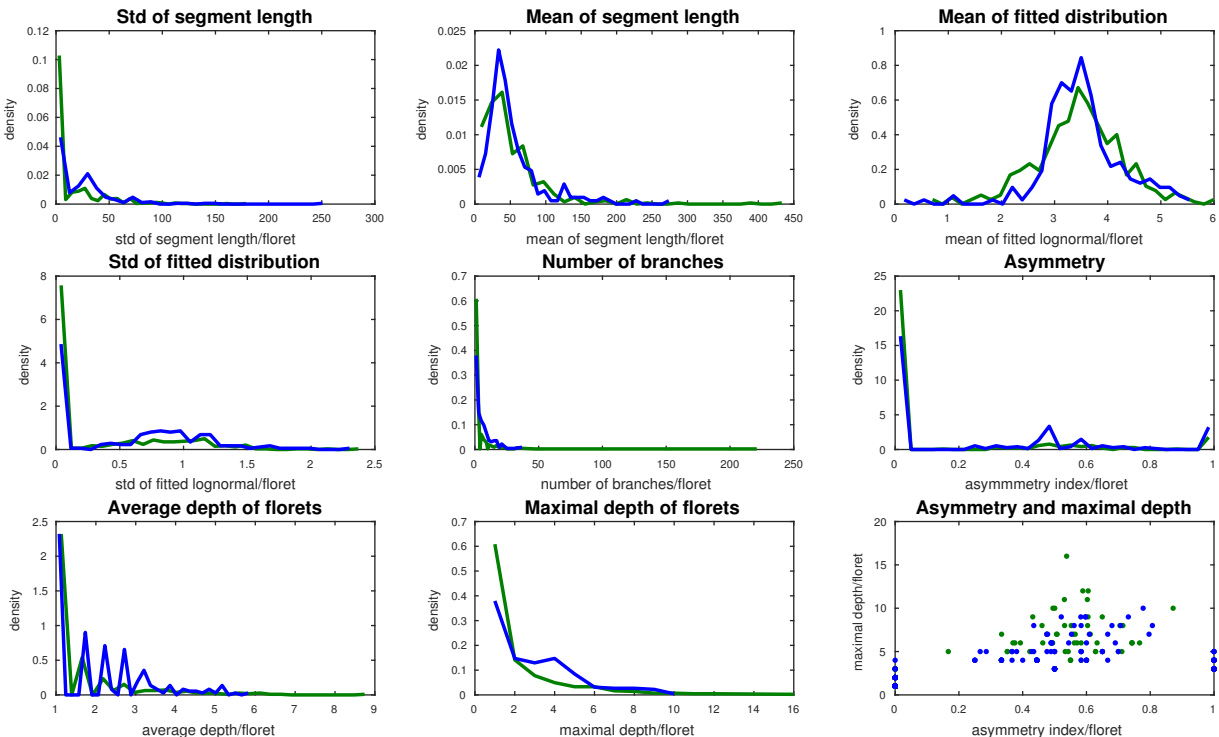 Std of segment length
Mean of segment length
Mean of fitted distribution
0.12
0.1
0.08
0.06
0.04
0.02
0
density
0 50 100 150 200 250 300
std of segment length/floret
0.025
0.02
0.015
0.01
0.005
0
density
0 50 100 150 200 250 300 350 400 450
mean of segment length/floret
1
0.8
0.6
0.4
0.2
0
density
0 1 2 3 4 5 6
mean of fitted lognormal/floret
Std of fitted distribution
Number of branches
Asymmetry
8
6
4
2
0
density
0 0.5 1 1.5 2 2.5
std of fitted lognormal/floret
0.7
0.6
0.5
0.4
0.3
0.2
0.1
0
density
0 50 100 150 200 250
number of branches/floret
25
20
15
10
5
0
density
0 0.2 0.4 0.6 0.8 1
asymmmetry index/floret
Average depth of florets
Maximal depth of florets
Asymmetry and maximal depth
2.5
2
1.5
1
0.5
0
density
1 2 3 4 5 6 7 8 9
average depth/floret
0.7
0.6
0.5
0.4
0.3
0.2
0.1
0
density
0 2 4 6 8 10 12 14 16
maximal depth/floret
20
15
10
5
0
maximal depth/floret
0 0.2 0.4 0.6 0.8 1
asymmetry index/floret